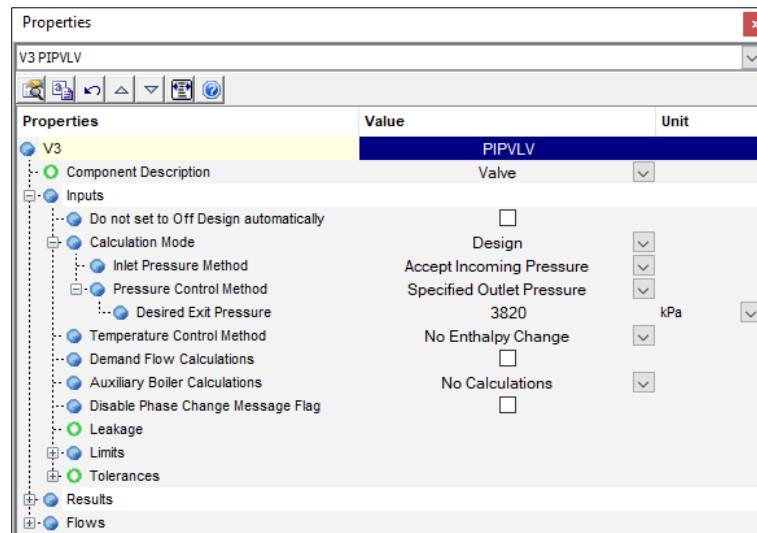 Properties
V3 PIPVLV
Properties Value Unit
V3 PIPVLV
Component Description Valve
Inputs
Do not set to Off Design automatically
Calculation Mode Design
Inlet Pressure Method Accept Incoming Pressure
Pressure Control Method Specified Outlet Pressure
Desired Exit Pressure 3820 kPa
Temperature Control Method No Enthalpy Change
Demand Flow Calculations
Auxiliary Boiler Calculations No Calculations
Disable Phase Change Message Flag
Leakage
Limits
Tolerances
Results
Flows